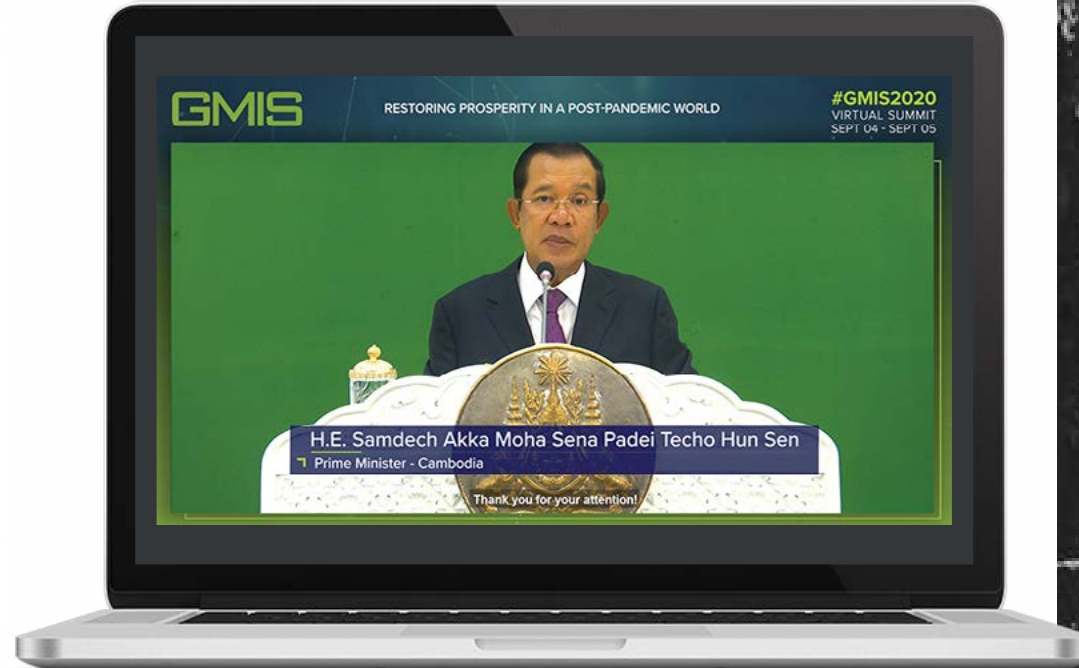 GMIS
RESTORING PROSPERITY IN A POST-PANDEMIC WORLD
#GMIS2020
VIRTUAL SUMMIT
SEPT 04 - SEPT 05
H.E. Samdech Akka Moha Sena Padei Techo Hun Sen
Prime Minister - Cambodia
Thank you for your attention!